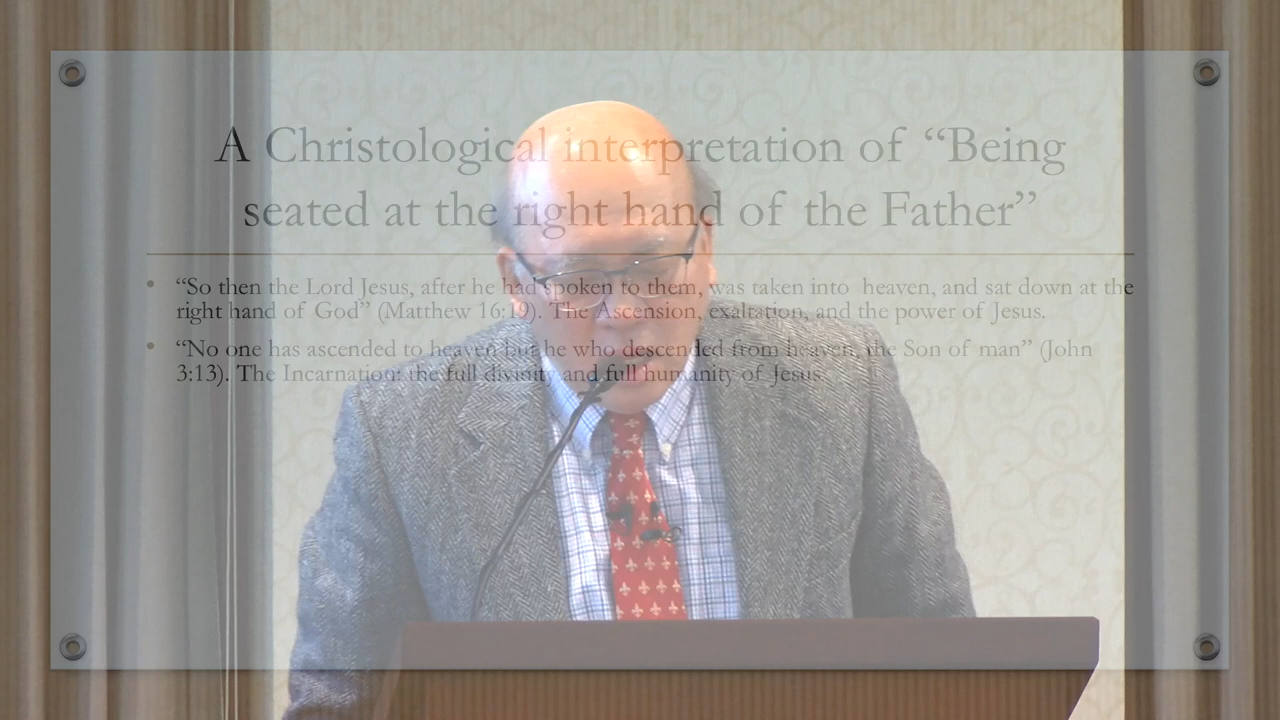 A Christological interpretation of “Being
seated at the right hand of the Father”
• “So then the Lord Jesus, after he had spoken to them, was taken into heaven, and sat down at the
right hand of God” (Matthew 16:19). The Ascension, exaltation, and the power of Jesus.
• “No one has ascended to heaven but he who descended from heaven, the Son of man” (John
3:13). The Incarnation: the full divinity and full humanity of Jesus.